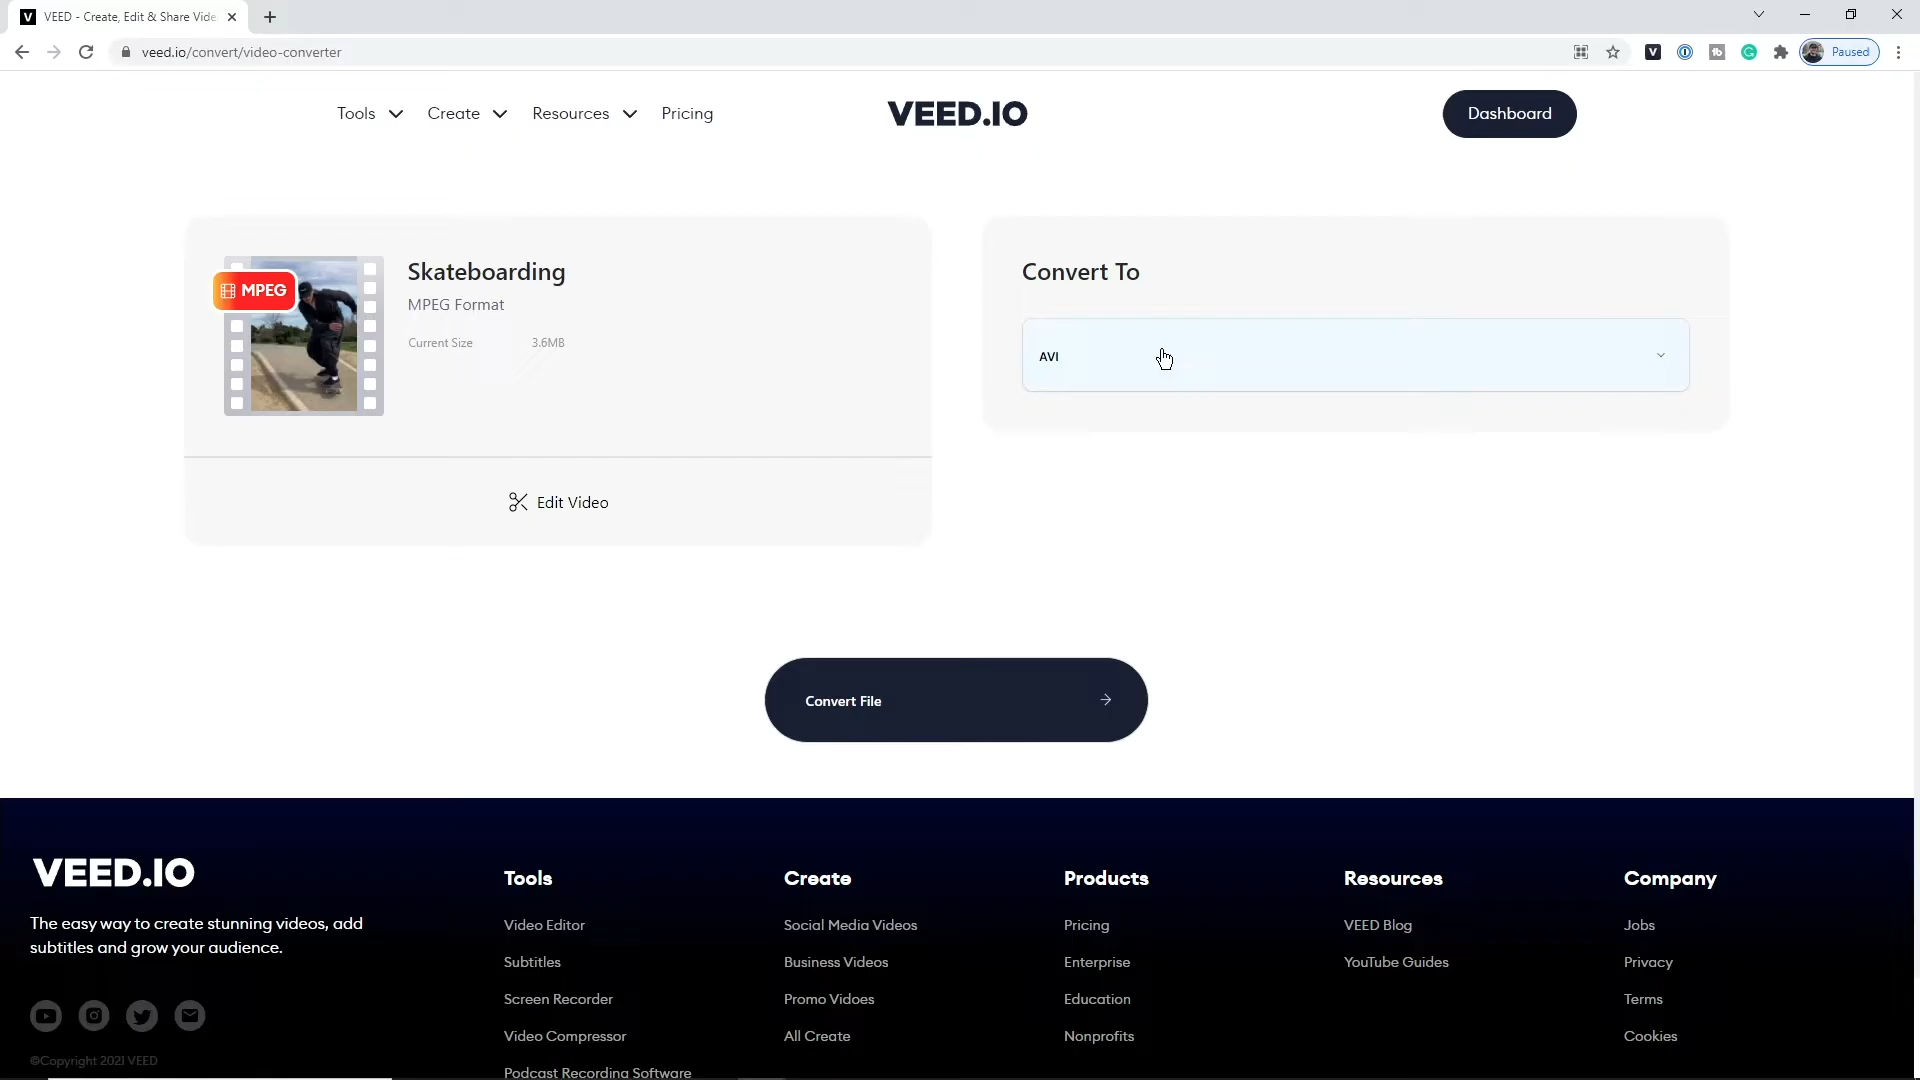 V VEED - Create, Edit & Share Vide
veed.io/convert/video-converter
Paused
Tools Create Resources Pricing
VEED.IO
Dashboard
MPEG
Skateboarding
MPEG Format
Current Size 3.6MB
Edit Video
Convert To
AVI
Convert File
VEED.IO
The easy way to create stunning videos, add
subtitles and grow your audience.
©Copyright 2021 VEED
Tools
Video Editor
Subtitles
Screen Recorder
Video Compressor
Podcast Recording Software
Create
Social Media Videos
Business Videos
Promo Vidoes
All Create
Products
Pricing
Enterprise
Education
Nonprofits
Resources
VEED Blog
YouTube Guides
Company
Jobs
Privacy
Terms
Cookies